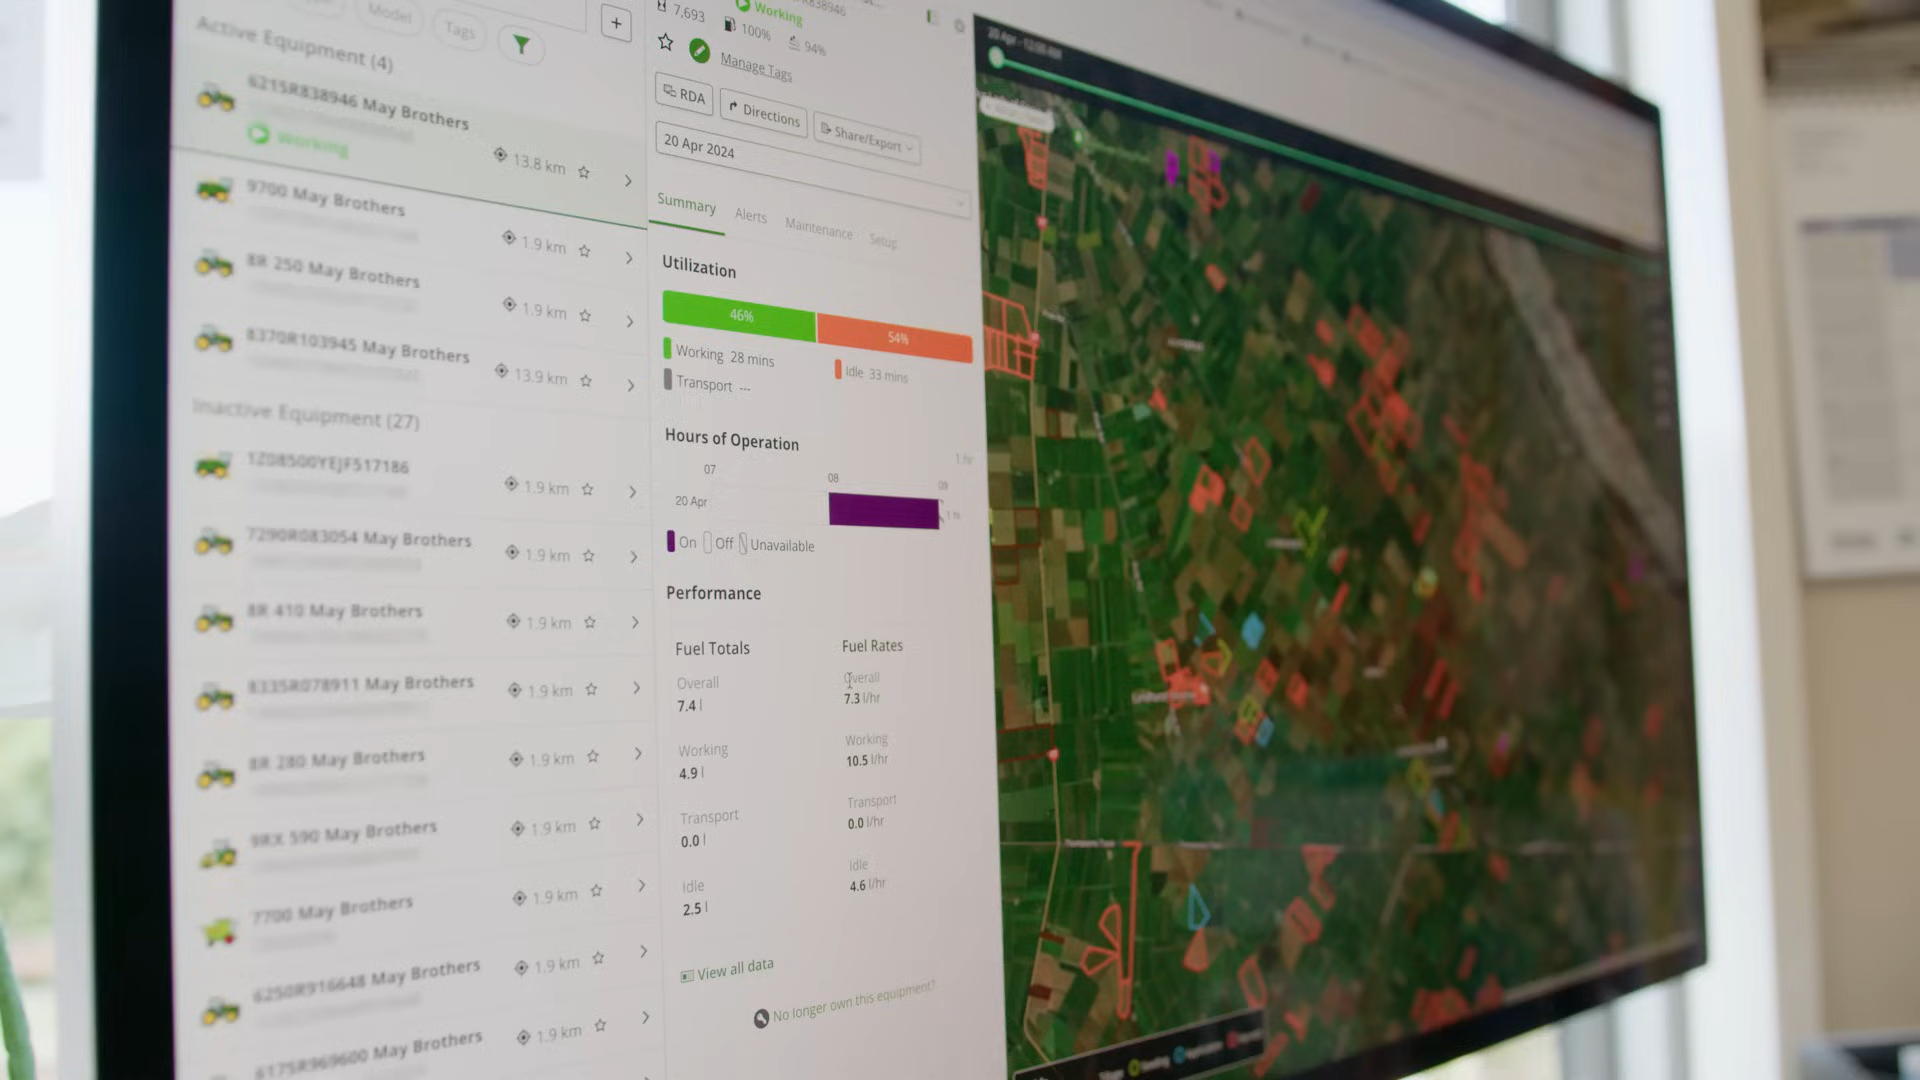 Model
Tags
Active Equipment (4)
6215R838946 May Brothers
Working
13.8 km
9700 May Brothers
1.9 km
8R 250 May Brothers
1.9 km
8370R103945 May Brothers
13.9 km
Inactive Equipment (27)
1Z08500YEJF517186
1.9 km
7290R083054 May Brothers
1.9 km
8R 410 May Brothers
1.9 km
8335R078911 May Brothers
1.9 km
8R 280 May Brothers
1.9 km
9RX 590 May Brothers
1.9 km
7700 May Brothers
1.9 km
6250R916648 May Brothers
1.9 km
6175R969600 May Brothers
1.9 km
7,693
Working
100%
94%
Manage Tags
RDA
Directions
Share/Export
20 Apr 2024
Summary
Alerts
Maintenance
Setup
Utilization
46%
54%
Working 28 mins
Idle 33 mins
Transport ---
Hours of Operation
1 hr
07
08
09
20 Apr
On
Off
Unavailable
Performance
Fuel Totals
Overall
7.4 l
Working
4.9 l
Transport
0.0 l
Idle
2.5 l
Fuel Rates
Overall
7.3 l/hr
Working
10.5 l/hr
Transport
0.0 l/hr
Idle
4.6 l/hr
View all data
No longer own this equipment?